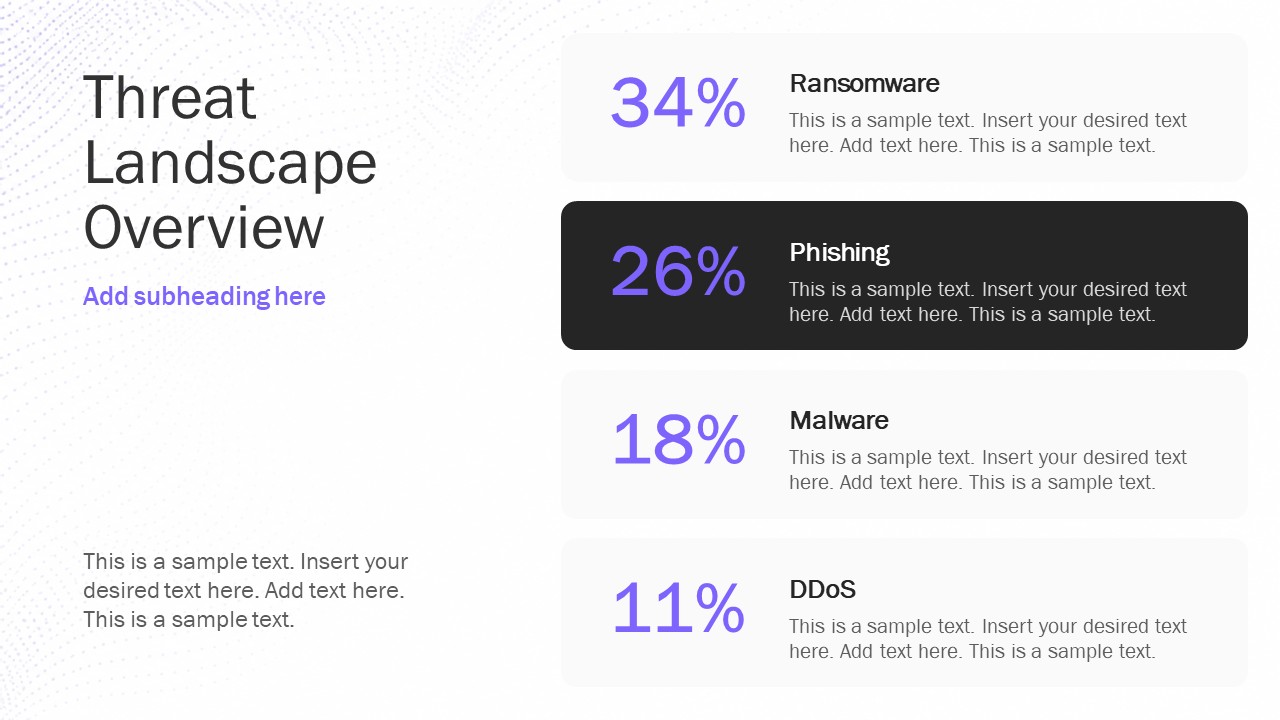 Threat
Landscape
Overview
Add subheading here
This is a sample text. Insert your
desired text here. Add text here.
This is a sample text.
34%
Ransomware
This is a sample text. Insert your desired text
here. Add text here. This is a sample text.
26%
Phishing
This is a sample text. Insert your desired text
here. Add text here. This is a sample text.
18%
Malware
This is a sample text. Insert your desired text
here. Add text here. This is a sample text.
11%
DDoS
This is a sample text. Insert your desired text
here. Add text here. This is a sample text.